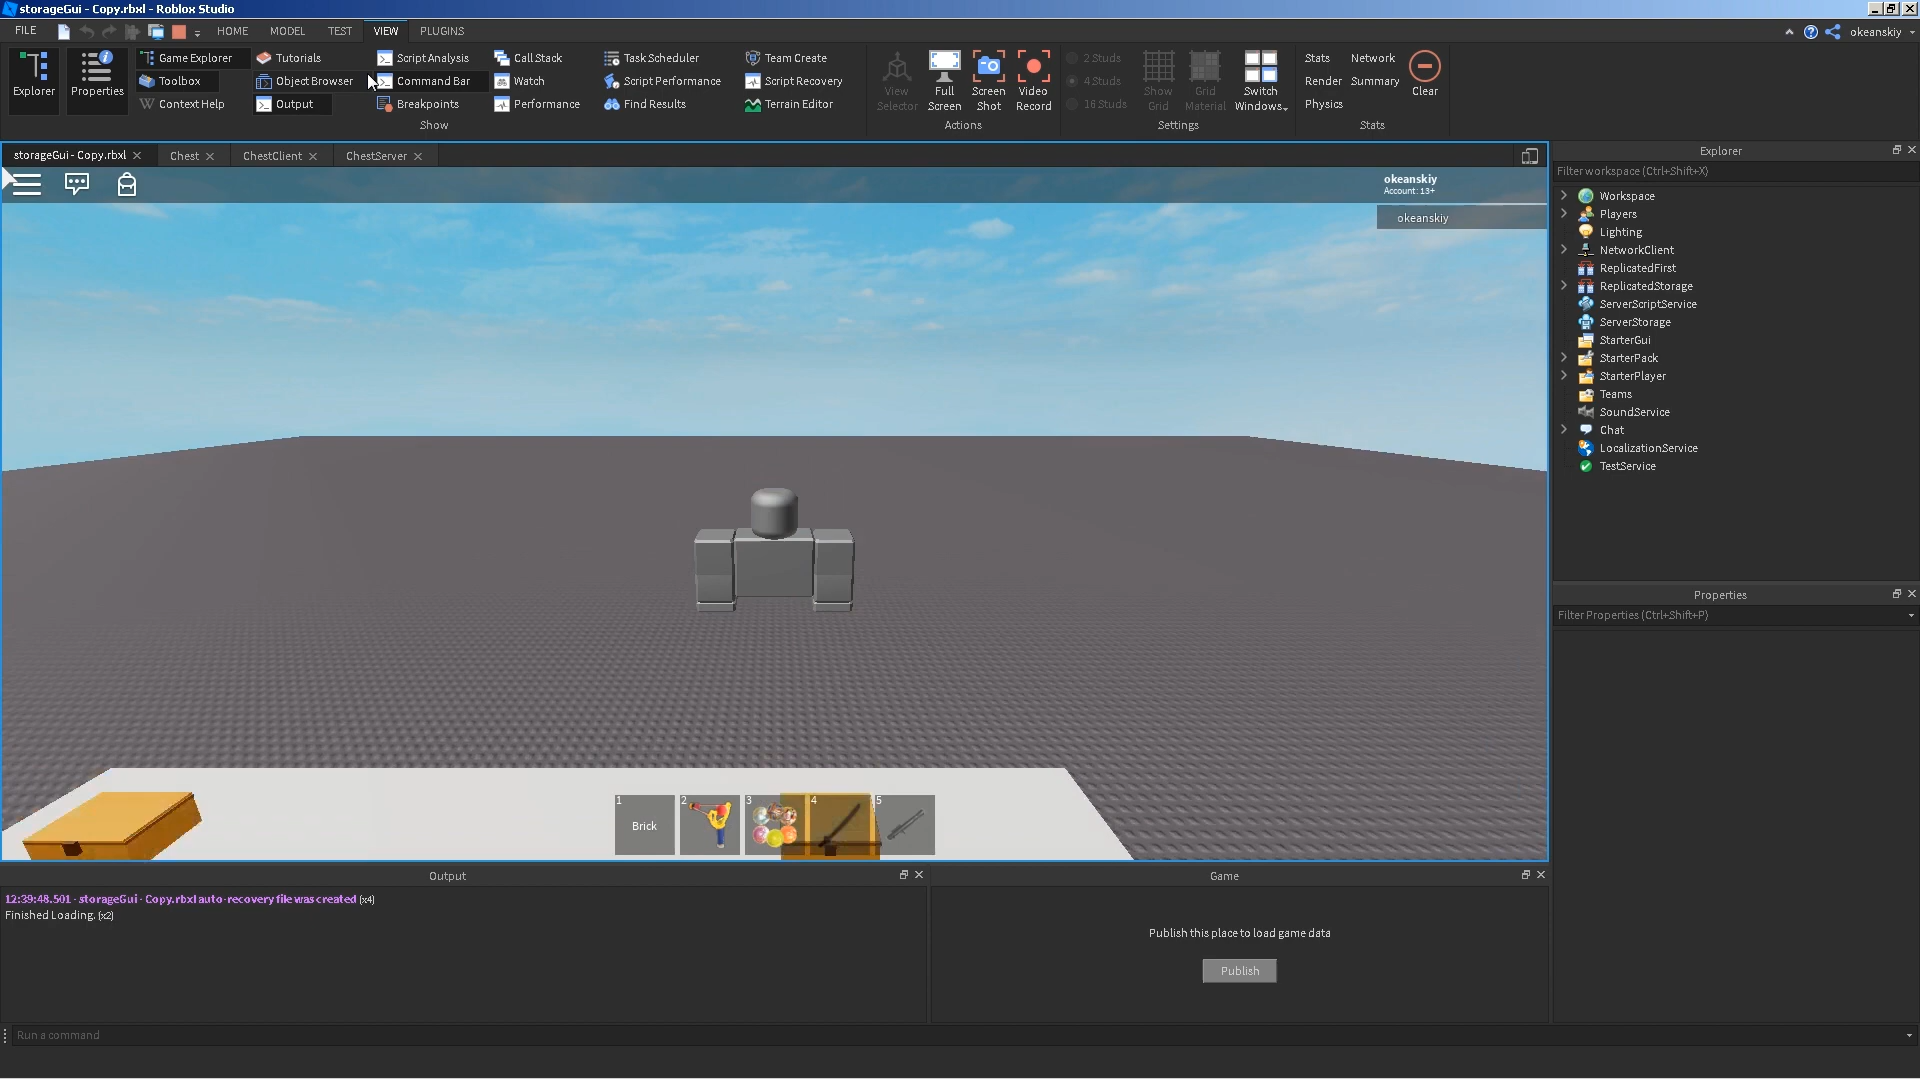 storageGui - Copy.rbxl - Roblox Studio
FILE HOME MODEL TEST VIEW PLUGINS okeanskiy
Explorer
Properties
Game Explorer
Toolbox
Context Help
Tutorials
Object Browser
Output
Script Analysis
Command Bar
Breakpoints
Call Stack
Watch
Performance
Task Scheduler
Script Performance
Find Results
Team Create
Script Recovery
Terrain Editor
Show
View Selector
Full Screen
Screen Shot
Video Record
Actions
2 Studs
4 Studs
16 Studs
Show Grid
Grid Material
Switch Windows
Settings
Stats
Render
Physics
Network
Summary
Clear
Stats
storageGui - Copy.rbxl
Chest
ChestClient
ChestServer
okeanskiy
Account: 13+
okeanskiy
1
Brick
2
3
4
5
Explorer
Filter workspace (Ctrl+Shift+X)
Workspace
Players
Lighting
NetworkClient
ReplicatedFirst
ReplicatedStorage
ServerScriptService
ServerStorage
StarterGui
StarterPack
StarterPlayer
Teams
SoundService
Chat
LocalizationService
TestService
Properties
Filter Properties (Ctrl+Shift+P)
Output
12:39:48.501 - storageGui - Copy.rbxl auto-recovery file was created (x4)
Finished Loading. (x2)
Game
Publish this place to load game data
Publish
Run a command